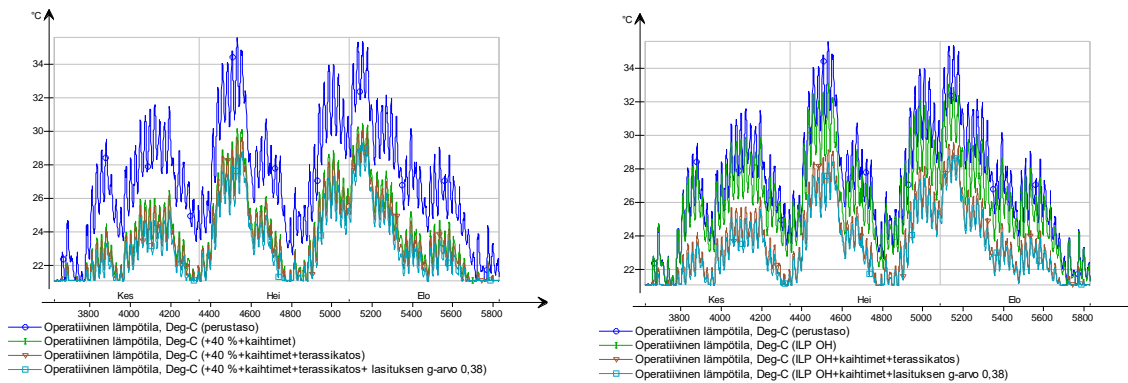 °C
34
32
30
28
26
24
22
3800 4000 4200 4400 4600 4800 5000 5200 5400 5600 5800
Kes Hei Elo
Operatiivinen lämpötila, Deg-C (perustaso)
Operatiivinen lämpötila, Deg-C (+40 %+kaihtimet)
Operatiivinen lämpötila, Deg-C (+40 %+kaihtimet+terassikatos)
Operatiivinen lämpötila, Deg-C (+40 %+kaihtimet+terassikatos+ lasituksen g-arvo 0,38)
°C
34
32
30
28
26
24
22
3800 4000 4200 4400 4600 4800 5000 5200 5400 5600 5800
Kes Hei Elo
Operatiivinen lämpötila, Deg-C (perustaso)
Operatiivinen lämpötila, Deg-C (ILP OH)
Operatiivinen lämpötila, Deg-C (ILP OH+kaihtimet+terassikatos)
Operatiivinen lämpötila, Deg-C (ILP OH+kaihtimet+lasituksen g-arvo 0,38)